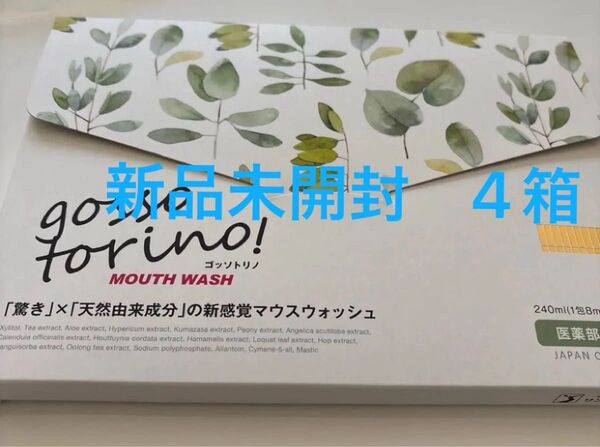 新品未開封　４箱
gosso
torino!
ゴッソトリノ
MOUTH WASH
「驚き」×「天然由来成分」の新感覚マウスウォッシュ
Xylitol, Tea extract, Aloe extract, Hypericum extract, Kumazasa extract, Peony extract, Angelica acutiloba extract,
Calendula officinalis extract, Houttuynia cordata extract, Hamamelis extract, Loquat leaf extract, Hop extract,
anguisorba extract, Oolong tea extract, Sodium polyphosphate, Allantoin, Cymene-5-all, Mastic
240ml(1包8m
医薬部
JAPAN